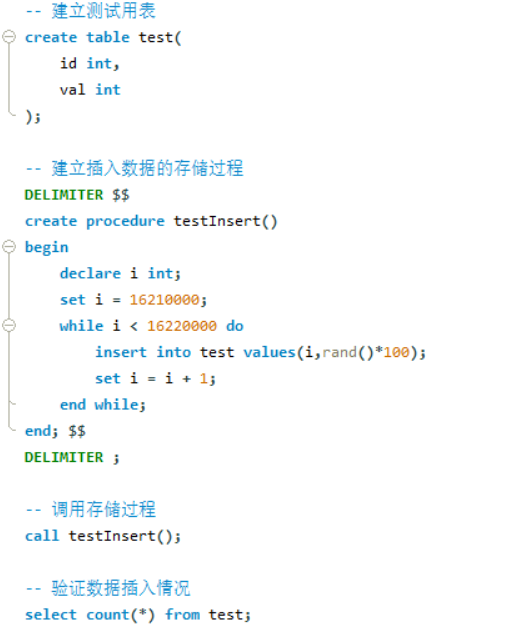 -- 建立测试用表
create table test(
    id int,
    val int
);
-- 建立插入数据的存储过程
DELIMITER $$
create procedure testInsert()
begin
    declare i int;
    set i = 16210000;
    while i < 16220000 do
        insert into test values(i,rand()*100);
        set i = i + 1;
    end while;
end; $$
DELIMITER ;
-- 调用存储过程
call testInsert();
-- 验证数据插入情况
select count(*) from test;